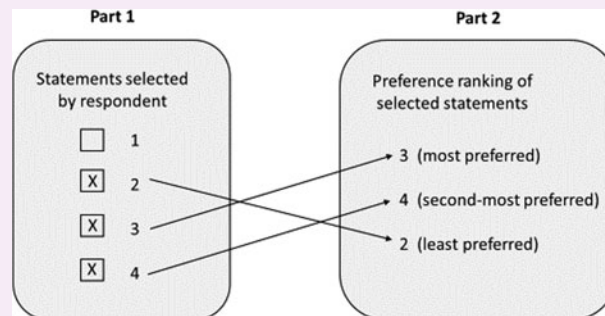 Part 1
Statements selected
by respondent
1
X 2
X 3
X 4
Part 2
Preference ranking of
selected statements
3 (most preferred)
4 (second-most preferred)
2 (least preferred)